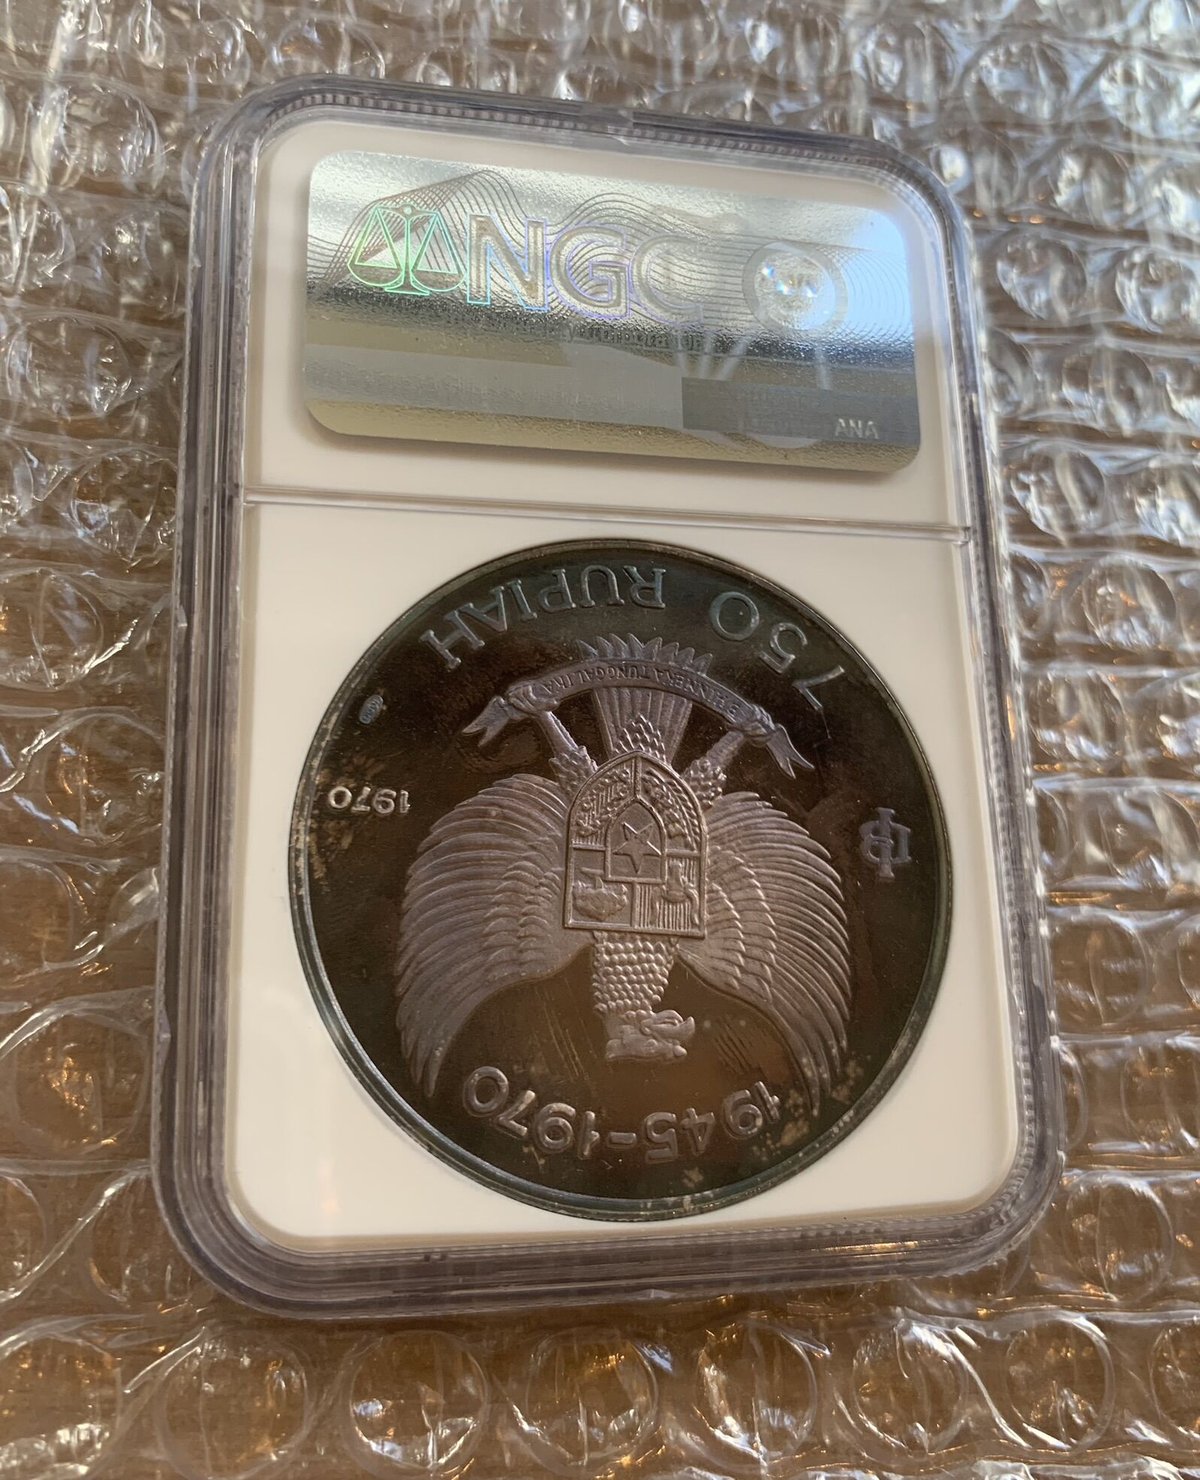 NGC
ANA
1945-1970
1970
BHINNEKA TUNGGAL IKA
750 RUPIAH